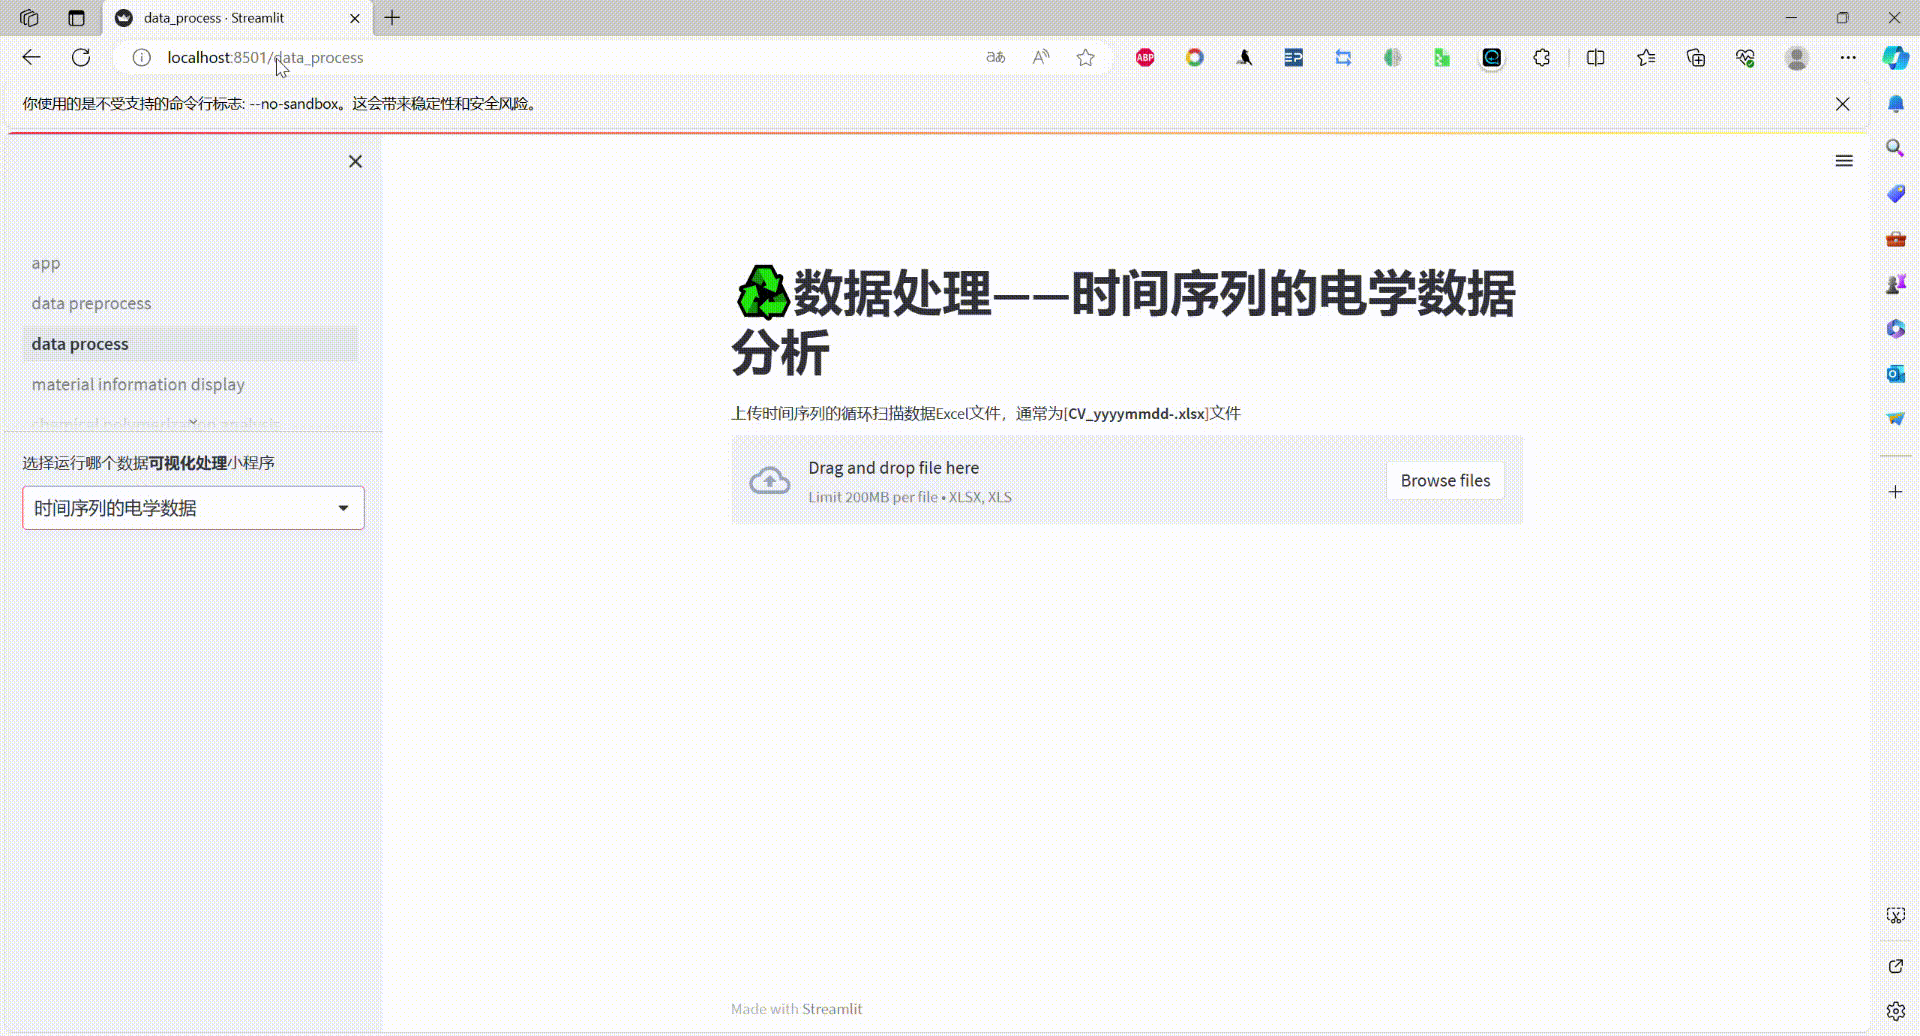 data_process · Streamlit
localhost:8501/data_process
ABP
EP
你使用的是不受支持的命令行标志: --no-sandbox。这会带来稳定性和安全风险。
app
data preprocess
data process
material information display
chemical polymerization analysis
选择运行哪个数据可视化处理小程序
时间序列的电学数据
数据处理——时间序列的电学数据
分析
上传时间序列的循环扫描数据Excel文件，通常为[CV_yyyymmdd-.xlsx]文件
Drag and drop file here
Limit 200MB per file • XLSX, XLS
Browse files
Made with Streamlit